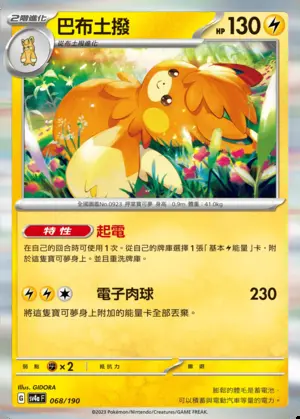 2階進化
巴布土撥
HP 130
從布土撥進化
全國圖鑑No.0923 押掌寶可夢 身高：0.9m 體重：41.0kg
特性 起電
在自己的回合時可使用1次。從自己的牌庫選擇1張「基本能量」卡，附
於這隻寶可夢身上。並且重洗牌庫。
電子肉球 230
將這隻寶可夢身上附加的能量卡全部丟棄。
弱點 ×2 抵抗力 撤退
Illus. GIDORA
G sv4a F 068/190
腳鬆的體毛是蓄電池。
可以積蓄與電動汽車等量的電力。
©2023 Pokémon/Nintendo/Creatures/GAME FREAK.